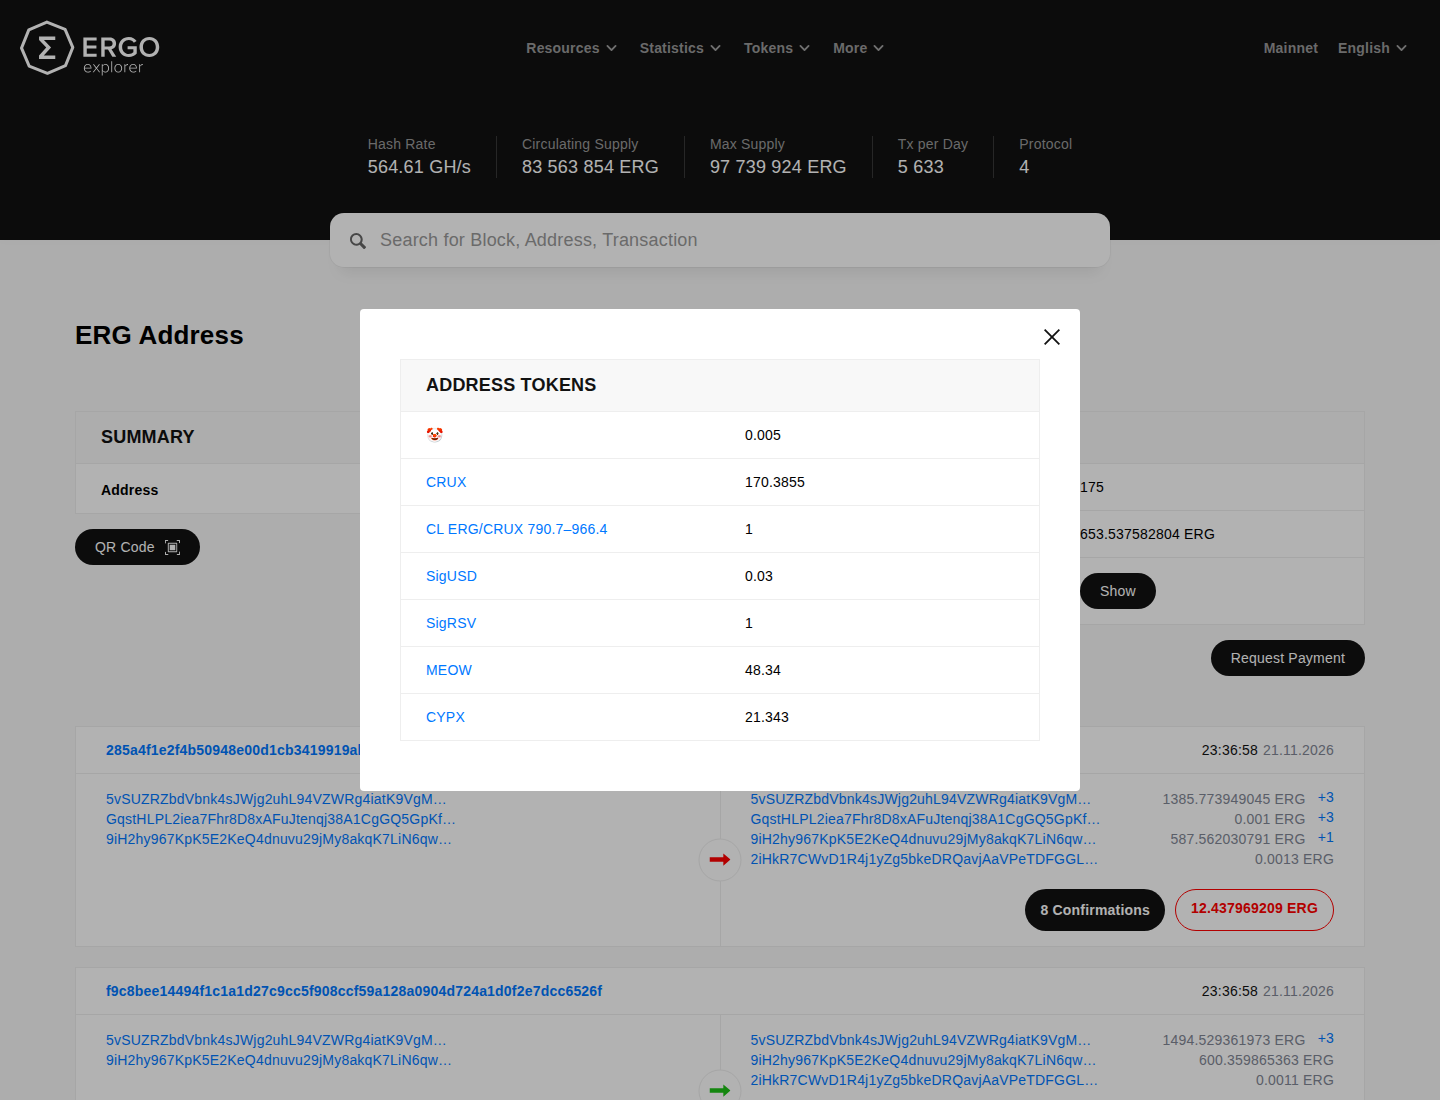 Σ ERGO
explorer
Resources Statistics Tokens More
Mainnet English
Hash Rate Circulating Supply Max Supply Tx per Day Protocol
564.61 GH/s 83 563 854 ERG 97 739 924 ERG 5 633 4
Search for Block, Address, Transaction
ERG Address
ADDRESS TOKENS
🤡 0.005
CRUX 170.3855
CL ERG/CRUX 790.7–966.4 1
SigUSD 0.03
SigRSV 1
MEOW 48.34
CYPX 21.343
SUMMARY
Address
QR Code
175
653.537582804 ERG
Show
Request Payment
285a4f1e2f4b50948e00d1cb3419919a 23:36:58 21.11.2026
5vSUZRZbdVbnk4sJWjg2uhL94VZWRg4iatK9VgM…
GqstHLPL2iea7Fhr8D8xAFuJtenqj38A1CgGQ5GpKf…
9iH2hy967KpK5E2KeQ4dnuvu29jMy8akqK7LiN6qw…
5vSUZRZbdVbnk4sJWjg2uhL94VZWRg4iatK9VgM… 1385.773949045 ERG +3
GqstHLPL2iea7Fhr8D8xAFuJtenqj38A1CgGQ5GpKf… 0.001 ERG +3
9iH2hy967KpK5E2KeQ4dnuvu29jMy8akqK7LiN6qw… 587.562030791 ERG +1
2iHkR7CWvD1R4j1yZg5bkeDRQavjAaVPeTDFGGL… 0.0013 ERG
8 Confirmations 12.437969209 ERG
f9c8bee14494f1c1a1d27c9cc5f908ccf59a128a0904d724a1d0f2e7dcc6526f 23:36:58 21.11.2026
5vSUZRZbdVbnk4sJWjg2uhL94VZWRg4iatK9VgM…
9iH2hy967KpK5E2KeQ4dnuvu29jMy8akqK7LiN6qw…
5vSUZRZbdVbnk4sJWjg2uhL94VZWRg4iatK9VgM… 1494.529361973 ERG +3
9iH2hy967KpK5E2KeQ4dnuvu29jMy8akqK7LiN6qw… 600.359865363 ERG
2iHkR7CWvD1R4j1yZg5bkeDRQavjAaVPeTDFGGL… 0.0011 ERG